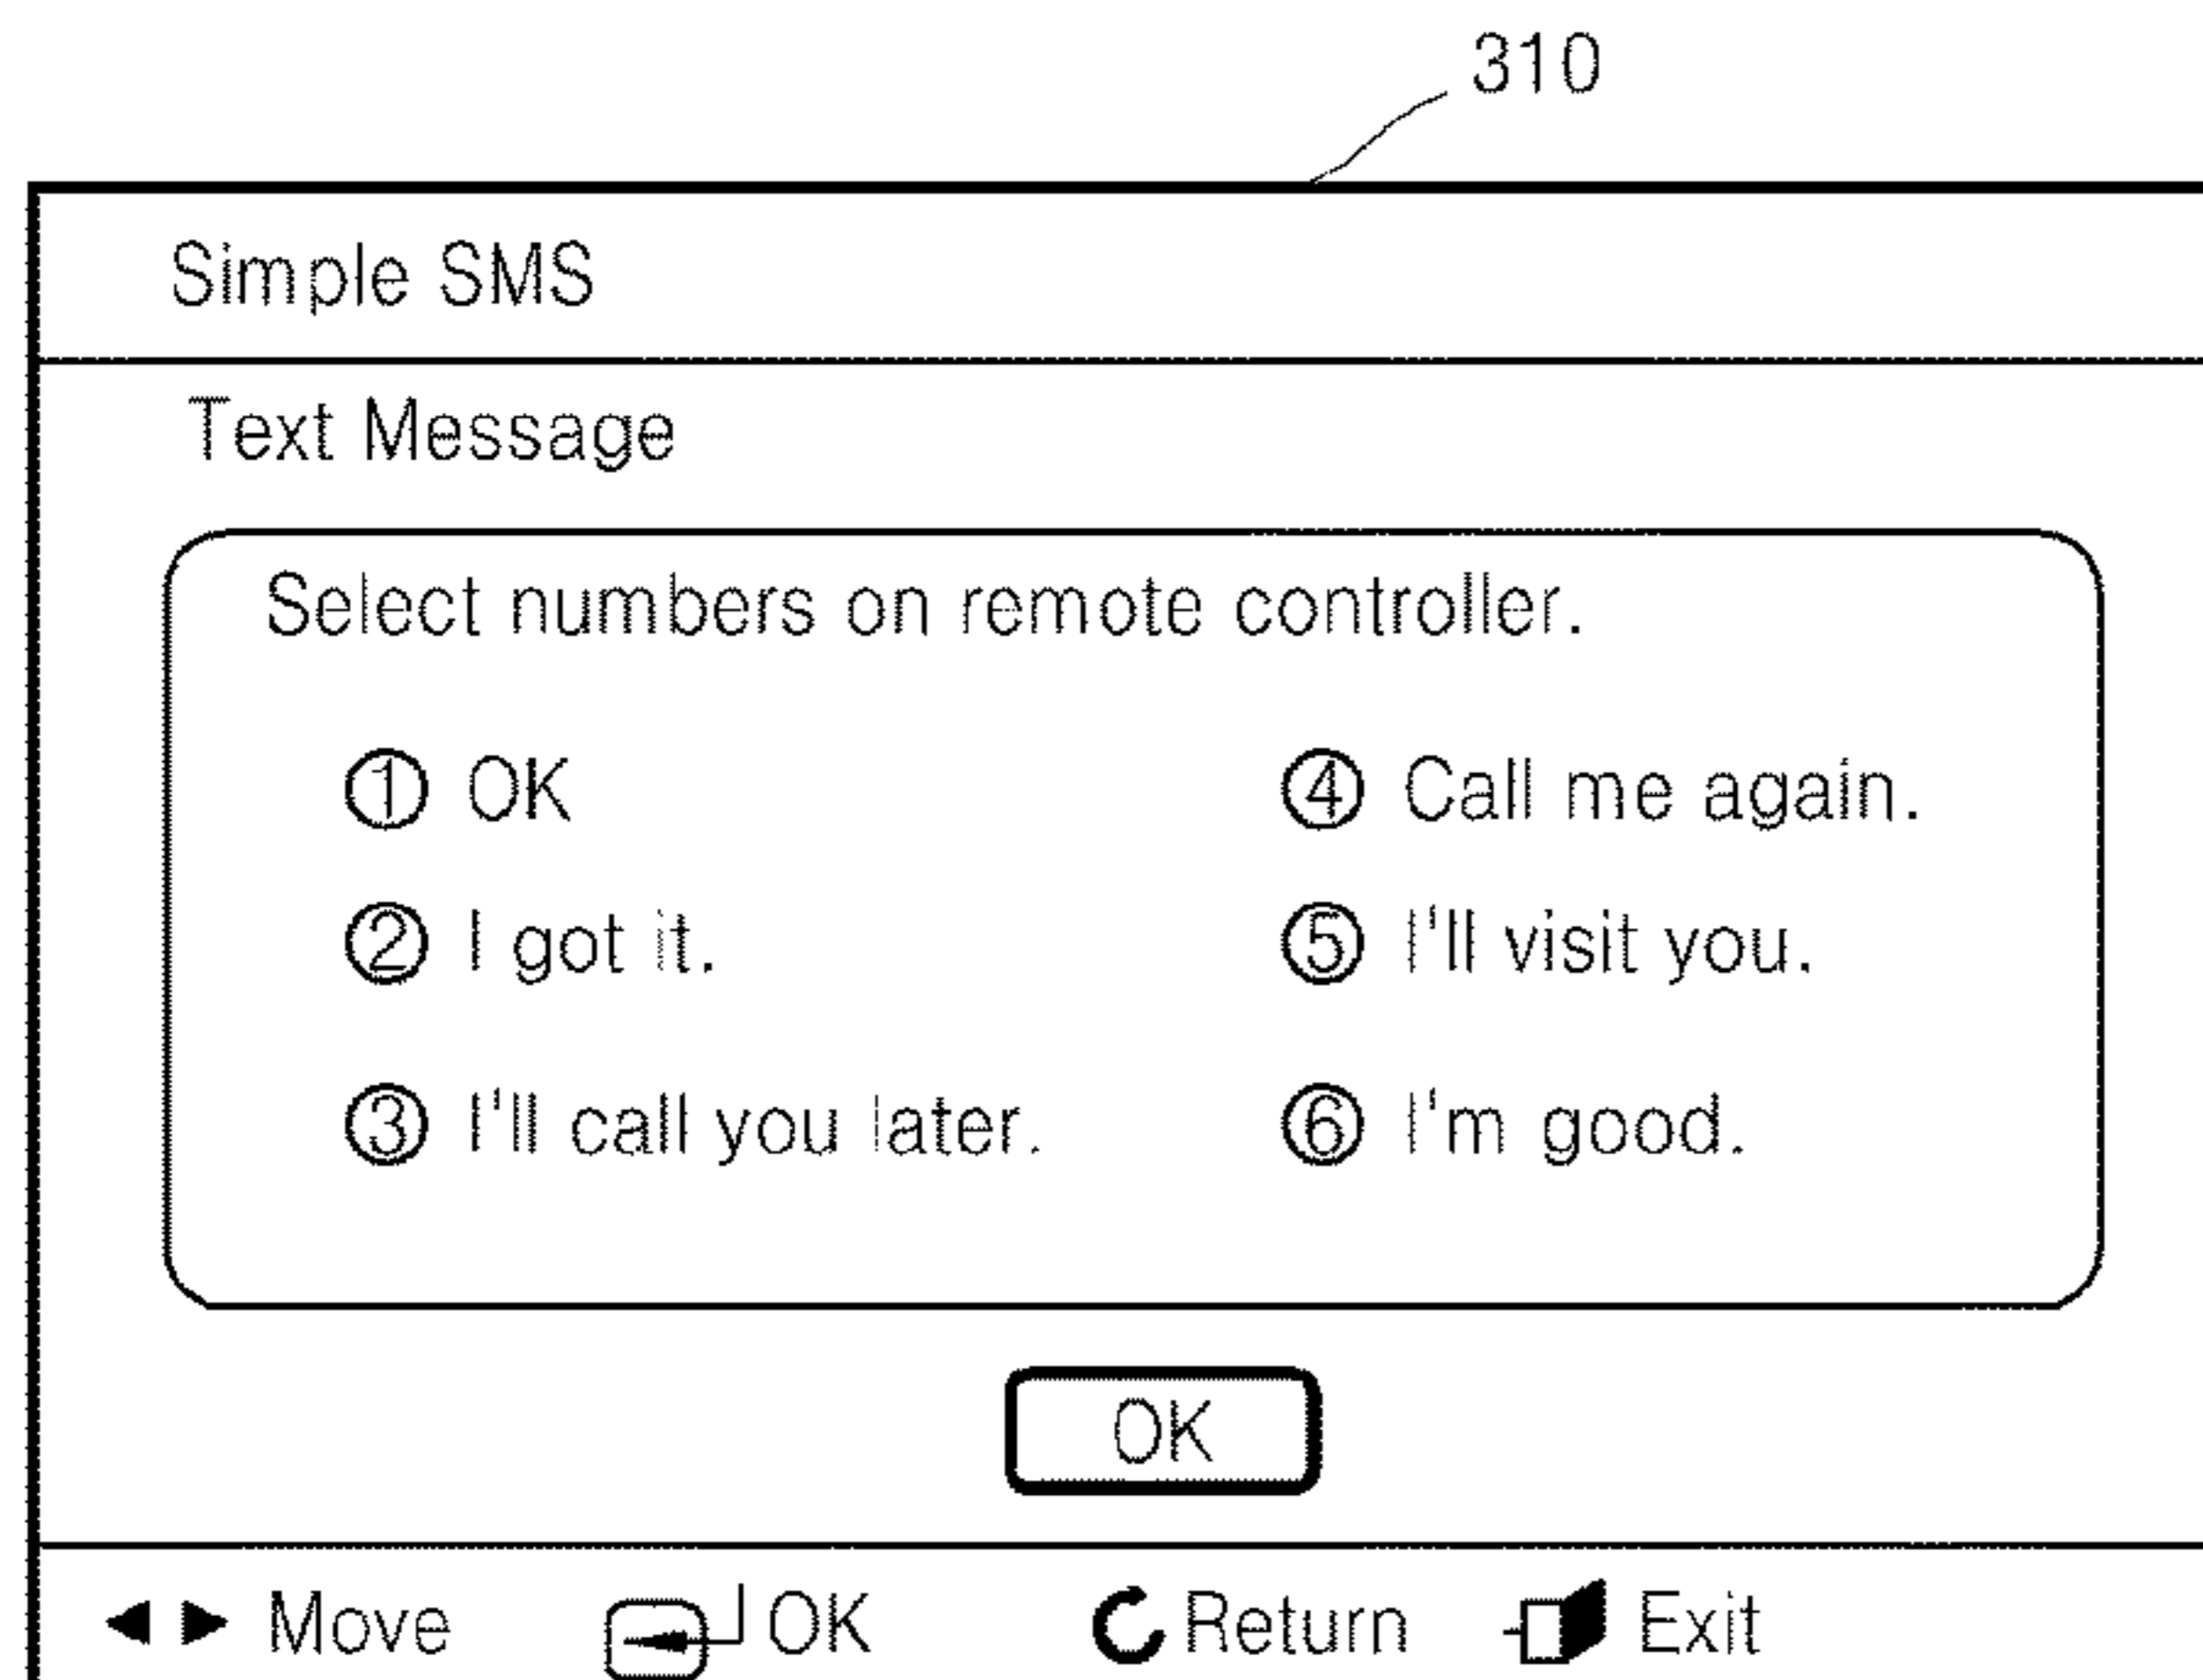 310
Simple SMS
Text Message
Select numbers on remote controller.
① OK
④ Call me again.
② I got it.
⑤ I'll visit you.
③ I'll call you later.
⑥ I'm good.
OK
Move OK Return Exit